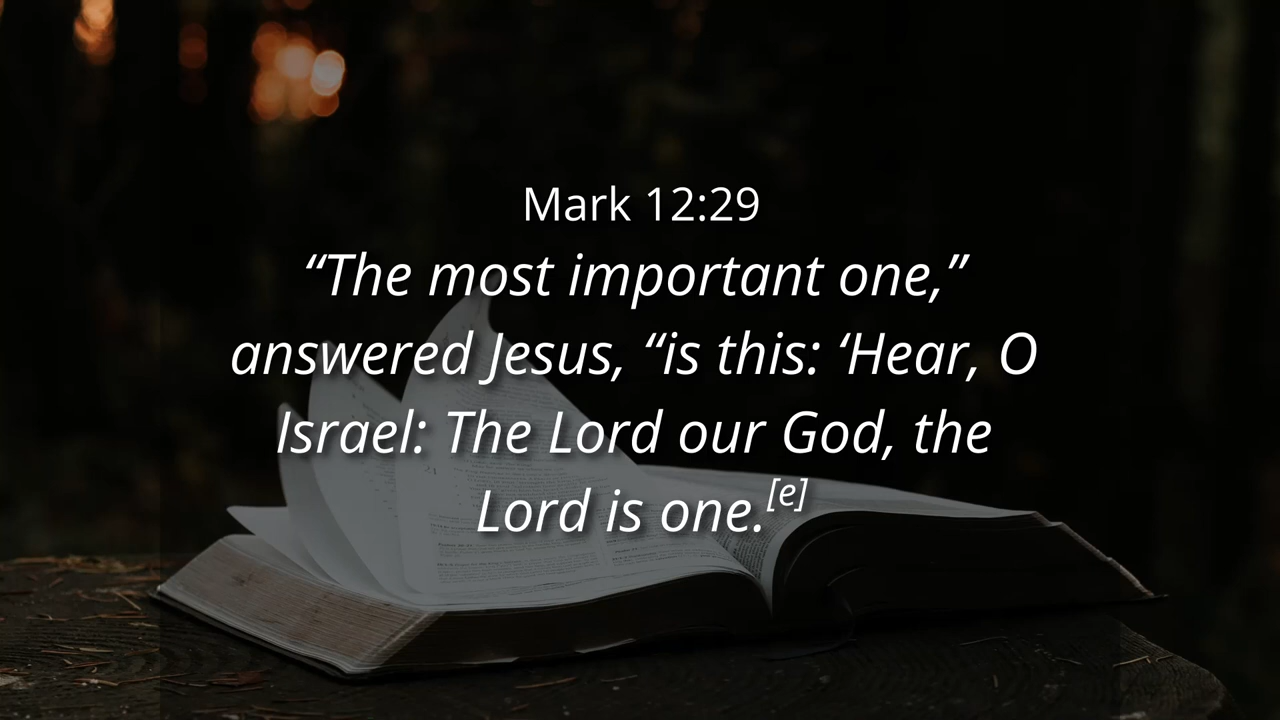 Mark 12:29
“The most important one,”
answered Jesus, “is this: ‘Hear, O
Israel: The Lord our God, the
Lord is one.[e]